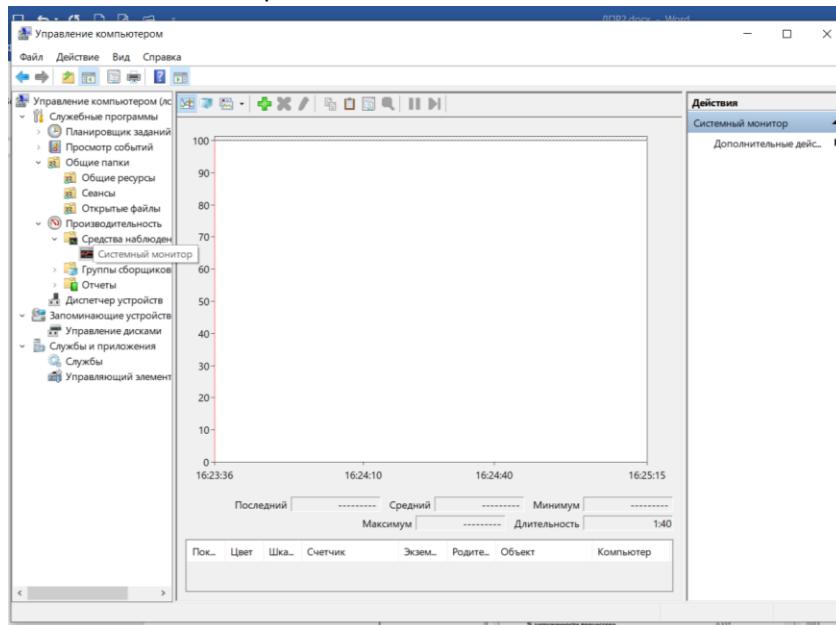 ЛПР2.docx - Word
Управление компьютером
Файл Действие Вид Справка
Управление компьютером (лс
Служебные программы
Планировщик заданий
Просмотр событий
Общие папки
Общие ресурсы
Сеансы
Открытые файлы
Производительность
Средства наблюден
Системный монитор
Группы сборщиков
Отчеты
Диспетчер устройств
Запоминающие устройств
Управление дисками
Службы и приложения
Службы
Управляющий элемент
100
90
80
70
60
50
40
30
20
10
0
16:23:36 16:24:10 16:24:40 16:25:15
Последний --------- Средний --------- Минимум ---------
Максимум --------- Длительность 1:40
Пок... Цвет Шка... Счетчик Экзем... Родите... Объект Компьютер
Действия
Системный монитор
Дополнительные дейс...